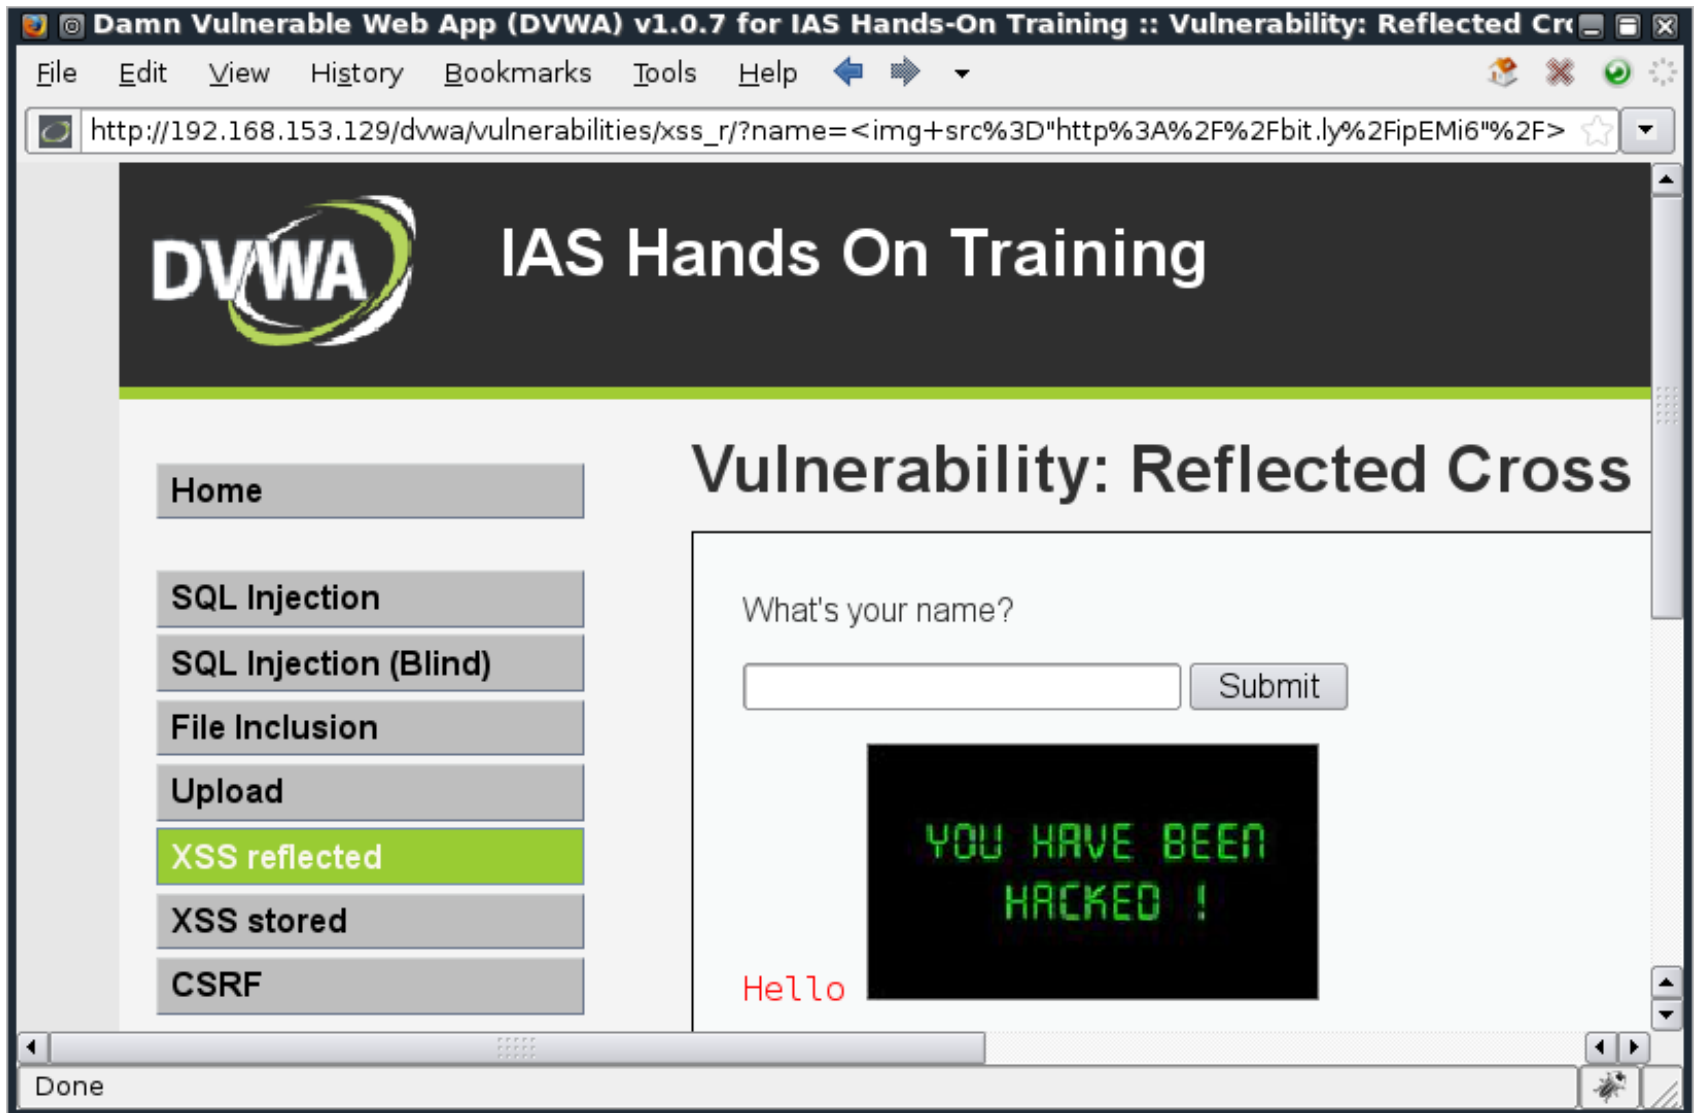 Damn Vulnerable Web App (DVWA) v1.0.7 for IAS Hands-On Training :: Vulnerability: Reflected Cro
File Edit View History Bookmarks Tools Help
http://192.168.153.129/dvwa/vulnerabilities/xss_r/?name=<img+src%3D"http%3A%2F%2Fbit.ly%2FipEMi6"%2F>
DVWA
IAS Hands On Training
Vulnerability: Reflected Cross
Home
SQL Injection
SQL Injection (Blind)
File Inclusion
Upload
XSS reflected
XSS stored
CSRF
What's your name?
Submit
YOU HAVE BEEN
HACKED !
Hello
Done